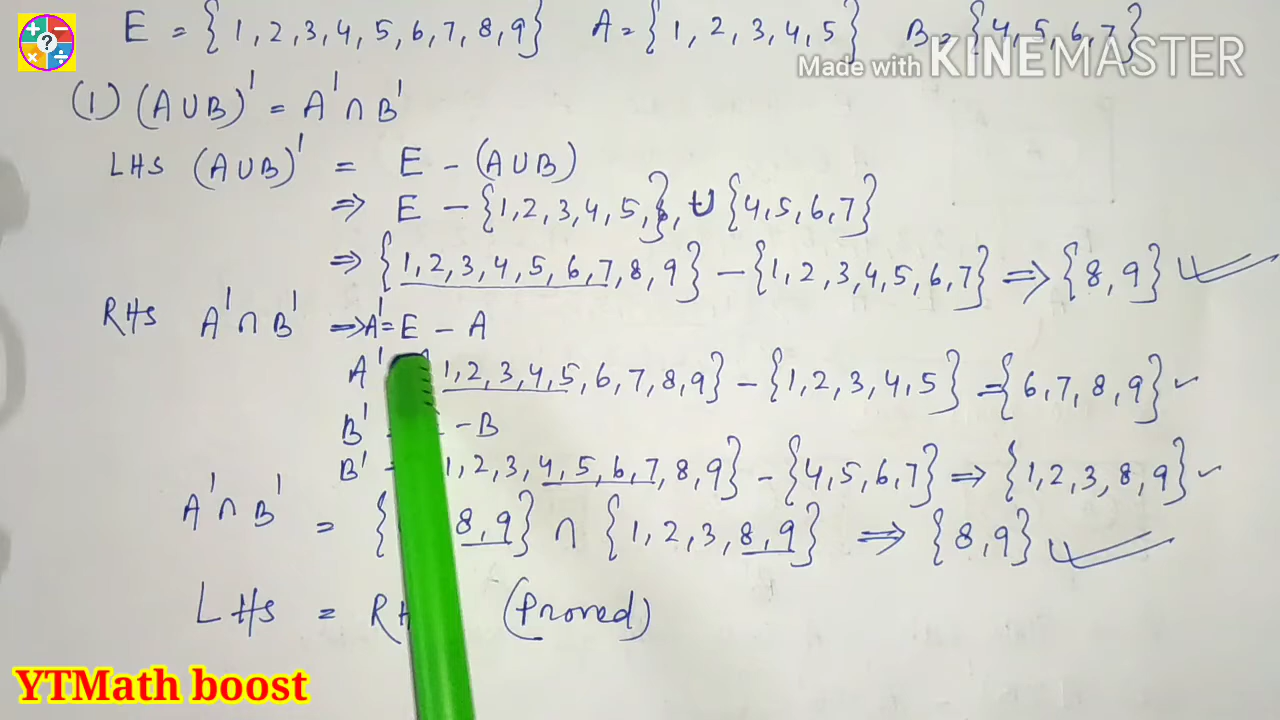 E = {1, 2, 3, 4, 5, 6, 7, 8, 9} A = {1, 2, 3, 4, 5} B = {4, 5, 6, 7}
Made with KINEMASTER
(1) (A∪B)' = A' ∩ B'
LHS (A∪B)' = E - (A∪B)
⇒ E - {1, 2, 3, 4, 5, }, ∪ {4, 5, 6, 7}
⇒ {1, 2, 3, 4, 5, 6, 7, 8, 9} - {1, 2, 3, 4, 5, 6, 7} ⇒ {8, 9}
RHS A' ∩ B' ⇒ A' = E - A
A' 1, 2, 3, 4, 5, 6, 7, 8, 9} - {1, 2, 3, 4, 5} = {6, 7, 8, 9}
B' - B
B' 1, 2, 3, 4, 5, 6, 7, 8, 9} - {4, 5, 6, 7} ⇒ {1, 2, 3, 8, 9}
A' ∩ B' = { 8, 9} ∩ {1, 2, 3, 8, 9} ⇒ {8, 9}
LHS = (Proved)
YTMath boost